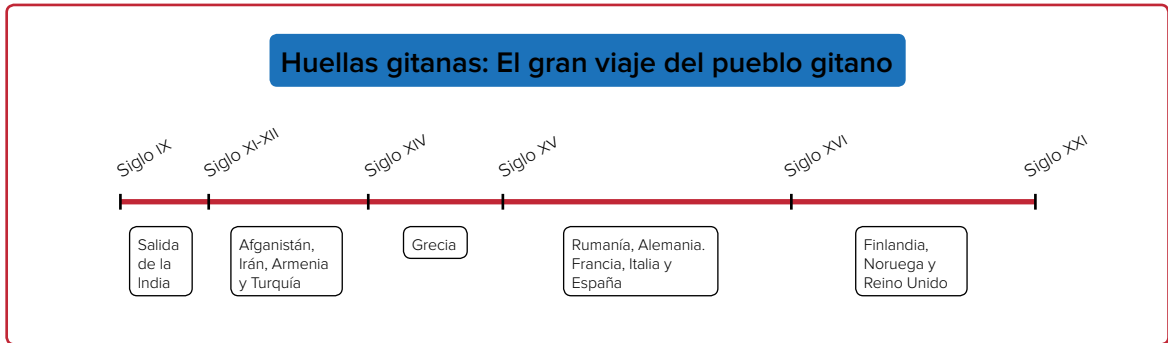 Huellas gitanas: El gran viaje del pueblo gitano
Siglo IX
Siglo XI-XII
Siglo XIV
Siglo XV
Siglo XVI
Siglo XXI
Salida
de la
India
Afganistán,
Irán, Armenia
y Turquía
Grecia
Rumanía, Alemania.
Francia, Italia y
España
Finlandia,
Noruega y
Reino Unido